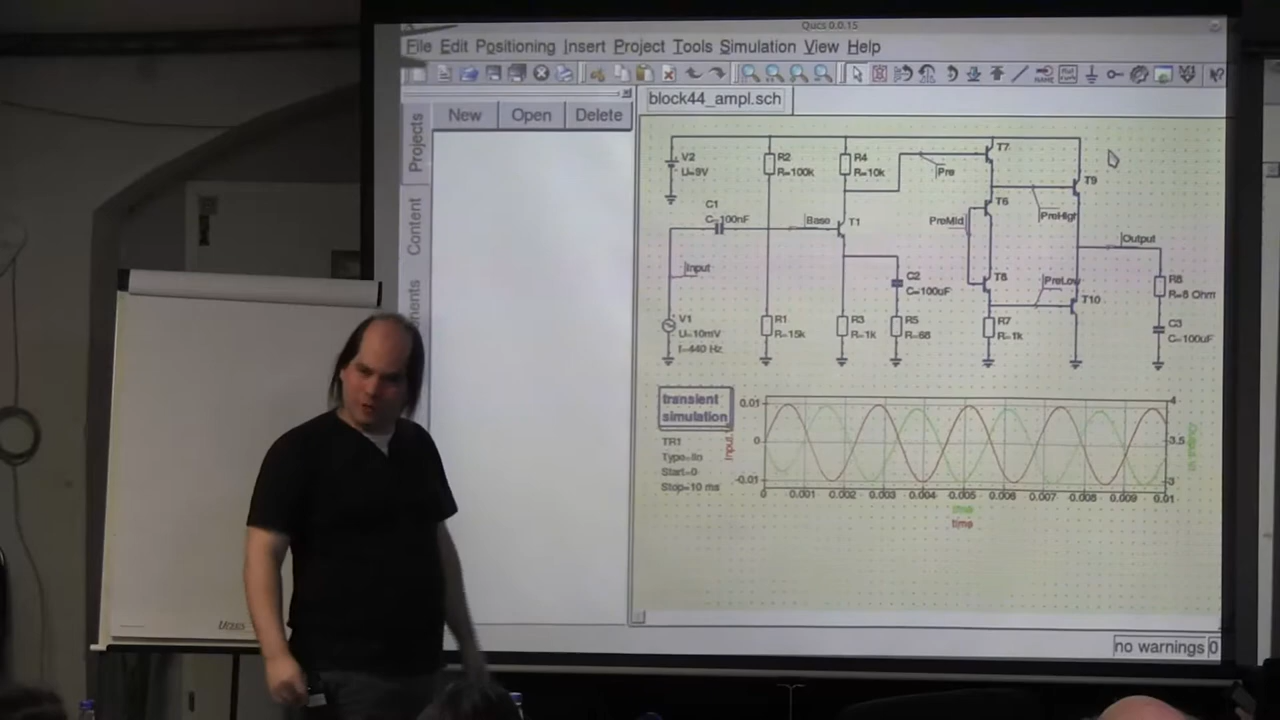 Qucs 0.0.15
File Edit Positioning Insert Project Tools Simulation View Help
New Open Delete
block44_ampl.sch
Projects
Content
V2
U=9V
R2
R=100k
R4
R=10k
T7
Pre
T9
C1
C=100nF
Base
T1
T6
PreMid
PreHigh
Output
Input
C2
C=100uF
T8
PreLow
R8
R=8 Ohm
T10
V1
U=10mV
f=440 Hz
R1
R=15k
R3
R=1k
R5
R=68
R7
R=1k
C3
C=100uF
transient
simulation
TR1
Type=lin
Start=0
Stop=10 ms
0.01
0
-0.01
4
3.5
3
0 0.001 0.002 0.003 0.004 0.005 0.006 0.007 0.008 0.009 0.01
time
time
no warnings 0